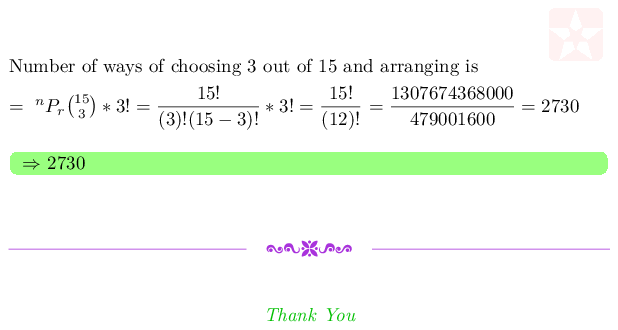 Number of ways of choosing 3 out of 15 and arranging is
= $^{n}P_{r}\binom{15}{3} * 3! = \frac{15!}{(3)!(15-3)!} * 3! = \frac{15!}{(12)!} = \frac{1307674368000}{479001600} = 2730$
⇒ 2730
Thank You